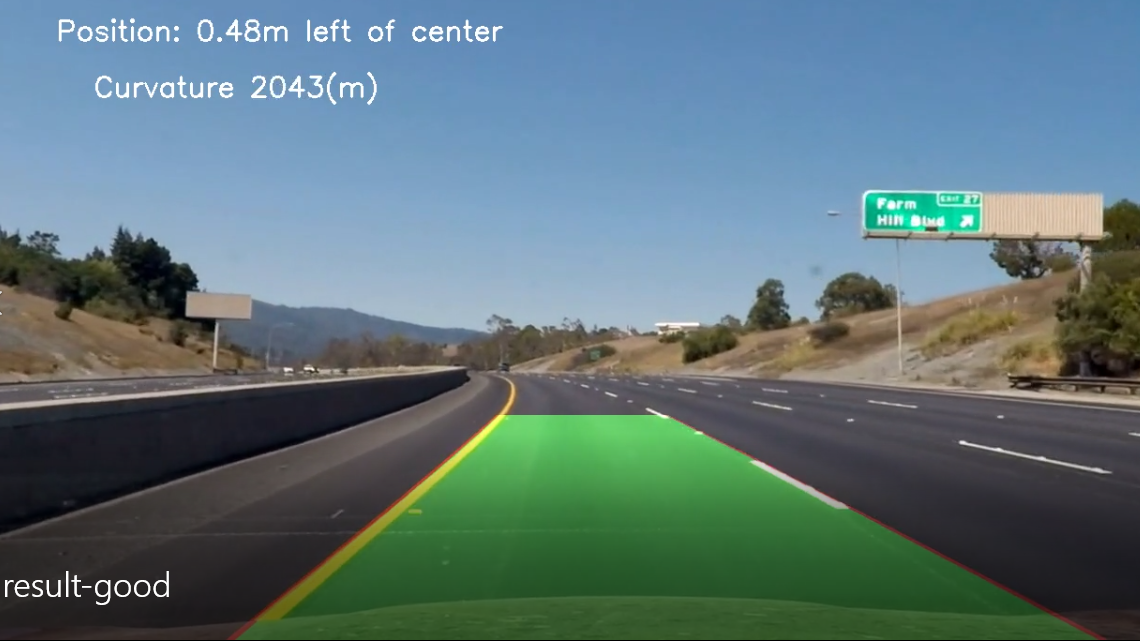 Position: 0.48m left of center
Curvature 2043(m)
EXIT 27
Farm
Hill Blvd
result-good